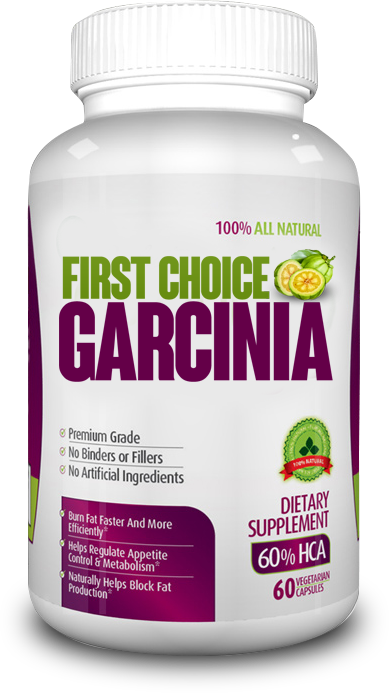 100% ALL NATURAL
FIRST CHOICE
GARCINIA
Premium Grade
No Binders or Fillers
No Artificial Ingredients
100% NATURAL
Burn Fat Faster And More
Efficiently*
Helps Regulate Appetite
Control & Metabolism*
Naturally Helps Block Fat
Production*
DIETARY
SUPPLEMENT
60% HCA
60 VEGETARIAN
CAPSULES